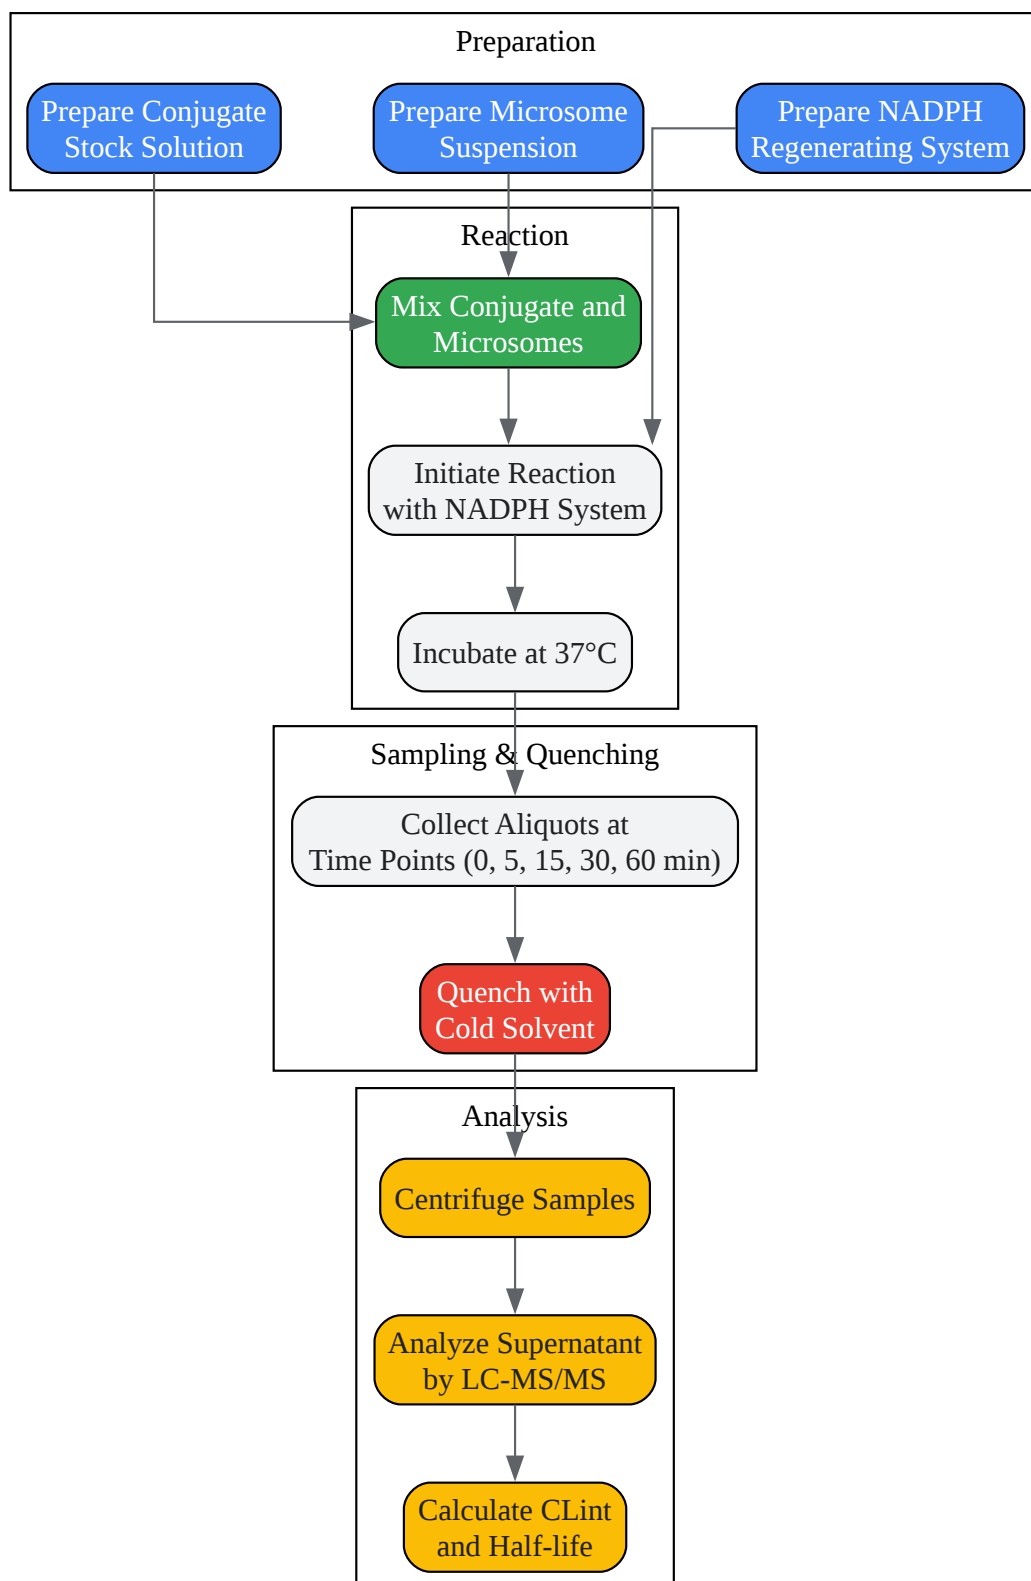 Preparation
Prepare Conjugate
Stock Solution
Prepare Microsome
Suspension
Prepare NADPH
Regenerating System
Reaction
Mix Conjugate and
Microsomes
Initiate Reaction
with NADPH System
Incubate at 37°C
Sampling & Quenching
Collect Aliquots at
Time Points (0, 5, 15, 30, 60 min)
Quench with
Cold Solvent
Analysis
Centrifuge Samples
Analyze Supernatant
by LC-MS/MS
Calculate CLint
and Half-life